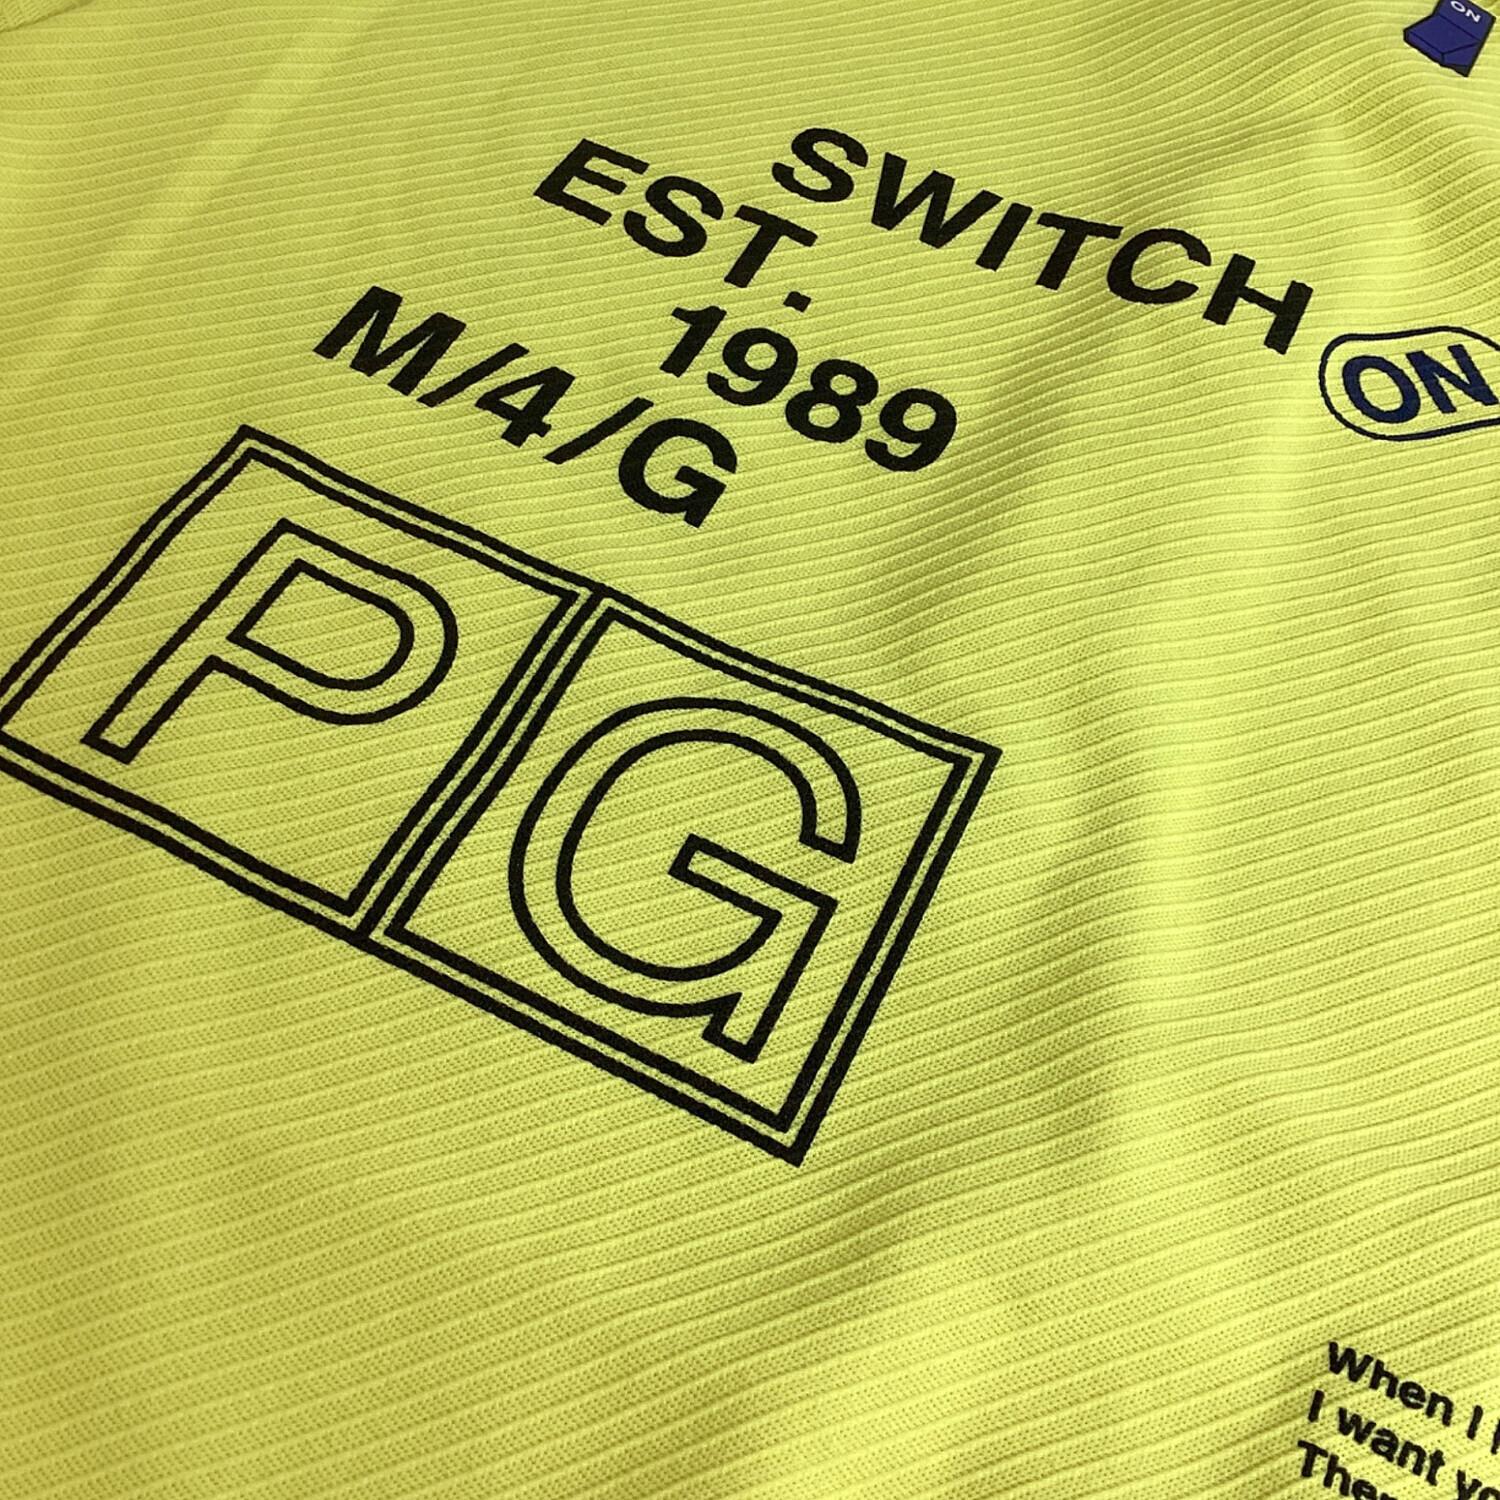 ON
SWITCH ON
EST.
1989
M/4/G
PG
When I
I want